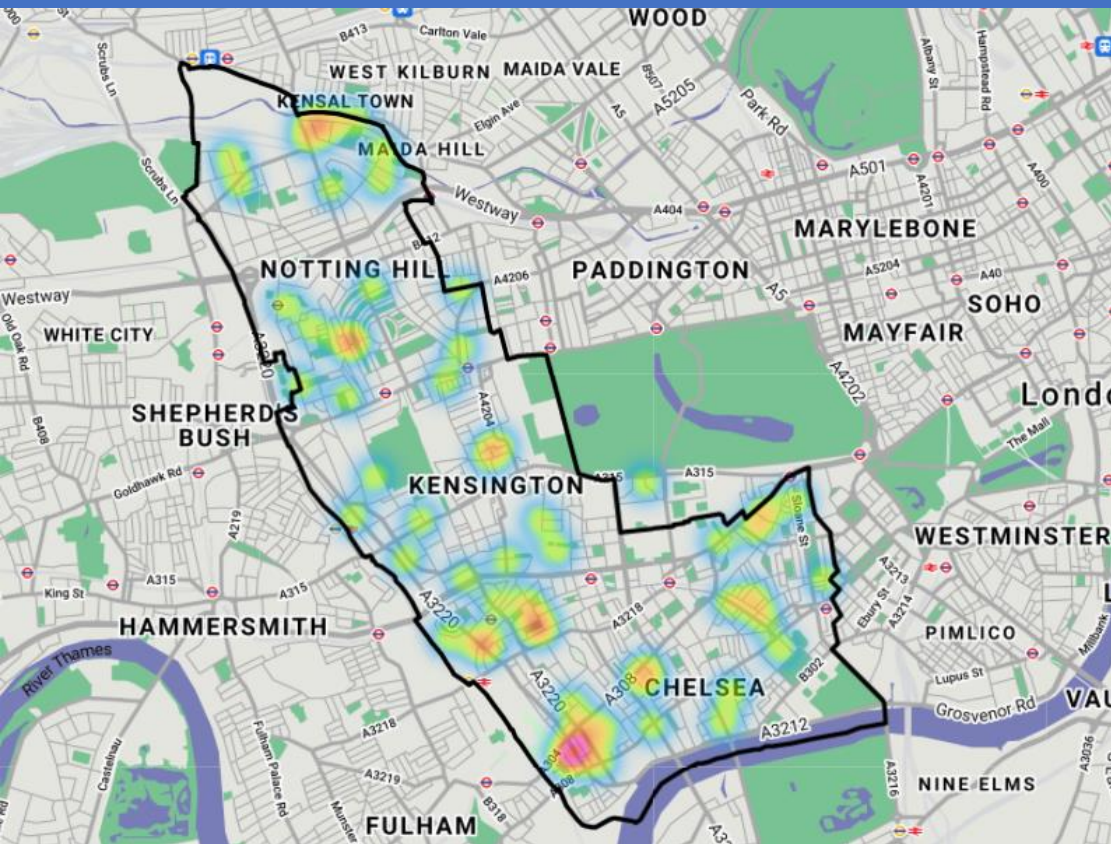 WOOD
Carlton Vale
B413
Scrubs Ln
WEST KILBURN
MAIDA VALE
B507
A5205
Albany St
Hampstead Rd
KENSAL TOWN
Elgin Ave
A5
Park Rd
MAIDA HILL
A501
Scrubs Ln
A4201
A400
Westway
A404
MARYLEBONE
NOTTING HILL
A4206
PADDINGTON
A5204
A40
Westway
A5
SOHO
Old Oak Rd
WHITE CITY
MAYFAIR
A3220
A4202
London
B408
SHEPHERD'S
BUSH
A4204
The Mall
Goldhawk Rd
KENSINGTON
A315
A315
A219
Sloane St
WESTMINSTER
A315
A315
King St
A3213
A3220
A3218
Ebury St
A3214
HAMMERSMITH
PIMLICO
Millbank
River Thames
B302
Lupus St
A308
CHELSEA
A3220
Grosvenor Rd
A3218
A3212
Fulham Palace Rd
Castelnau
A3219
A3216
A3036
NINE ELMS
B318
Munster
FULHAM